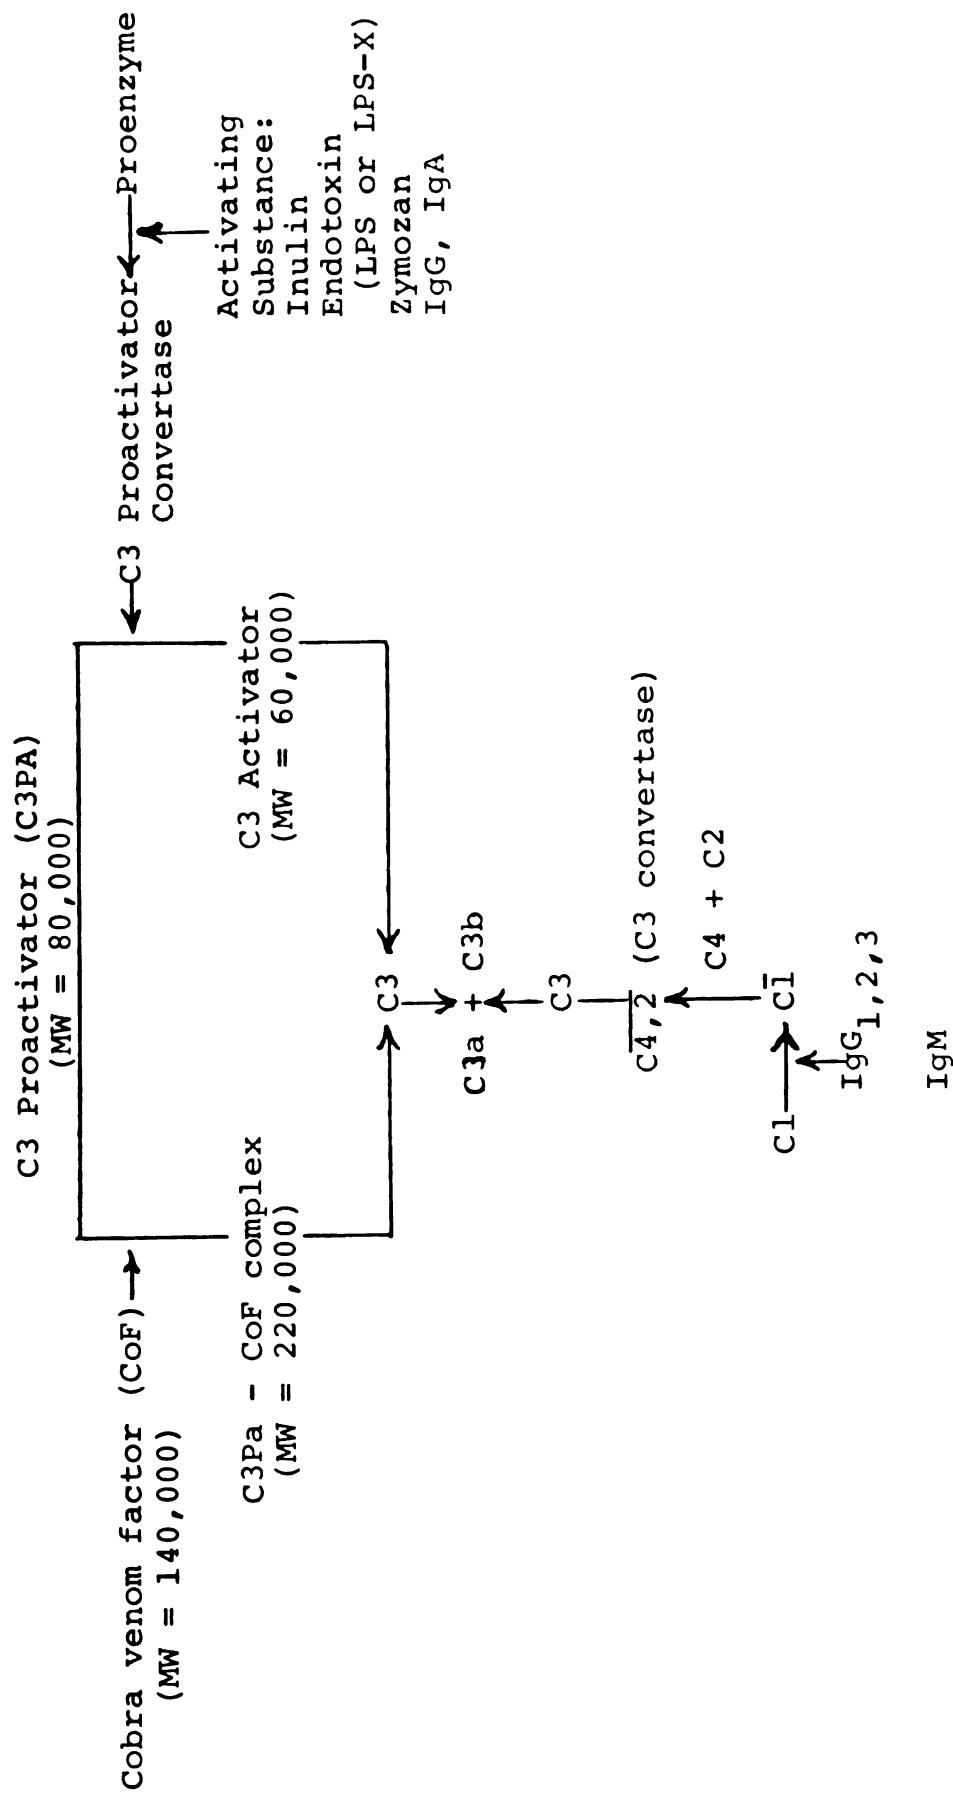 C3 Proactivator (C3PA)
(MW = 80,000)
Cobra venom factor (CoF)
(MW = 140,000)
C3 Proactivator
Convertase
Proenzyme
Activating
Substance:
Inulin
Endotoxin
(LPS or LPS-X)
Zymozan
IgG, IgA
C3Pa - CoF complex
(MW = 220,000)
C3 Activator
(MW = 60,000)
C3
C3a + C3b
C3
C4,2 (C3 convertase)
C4 + C2
C1
C1
IgG1,2,3
IgM